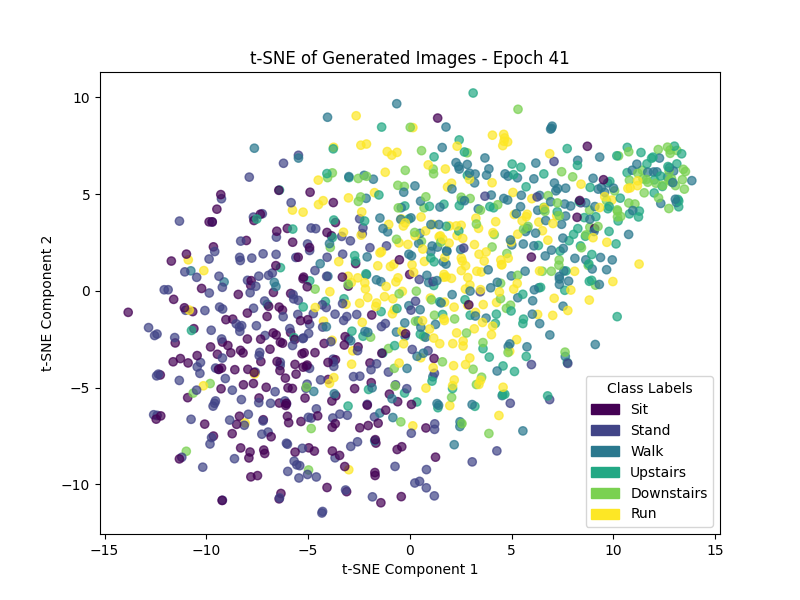 t-SNE of Generated Images - Epoch 41
t-SNE Component 2
10
5
0
−5
−10
−15
−10
−5
0
5
10
15
t-SNE Component 1
Class Labels
Sit
Stand
Walk
Upstairs
Downstairs
Run